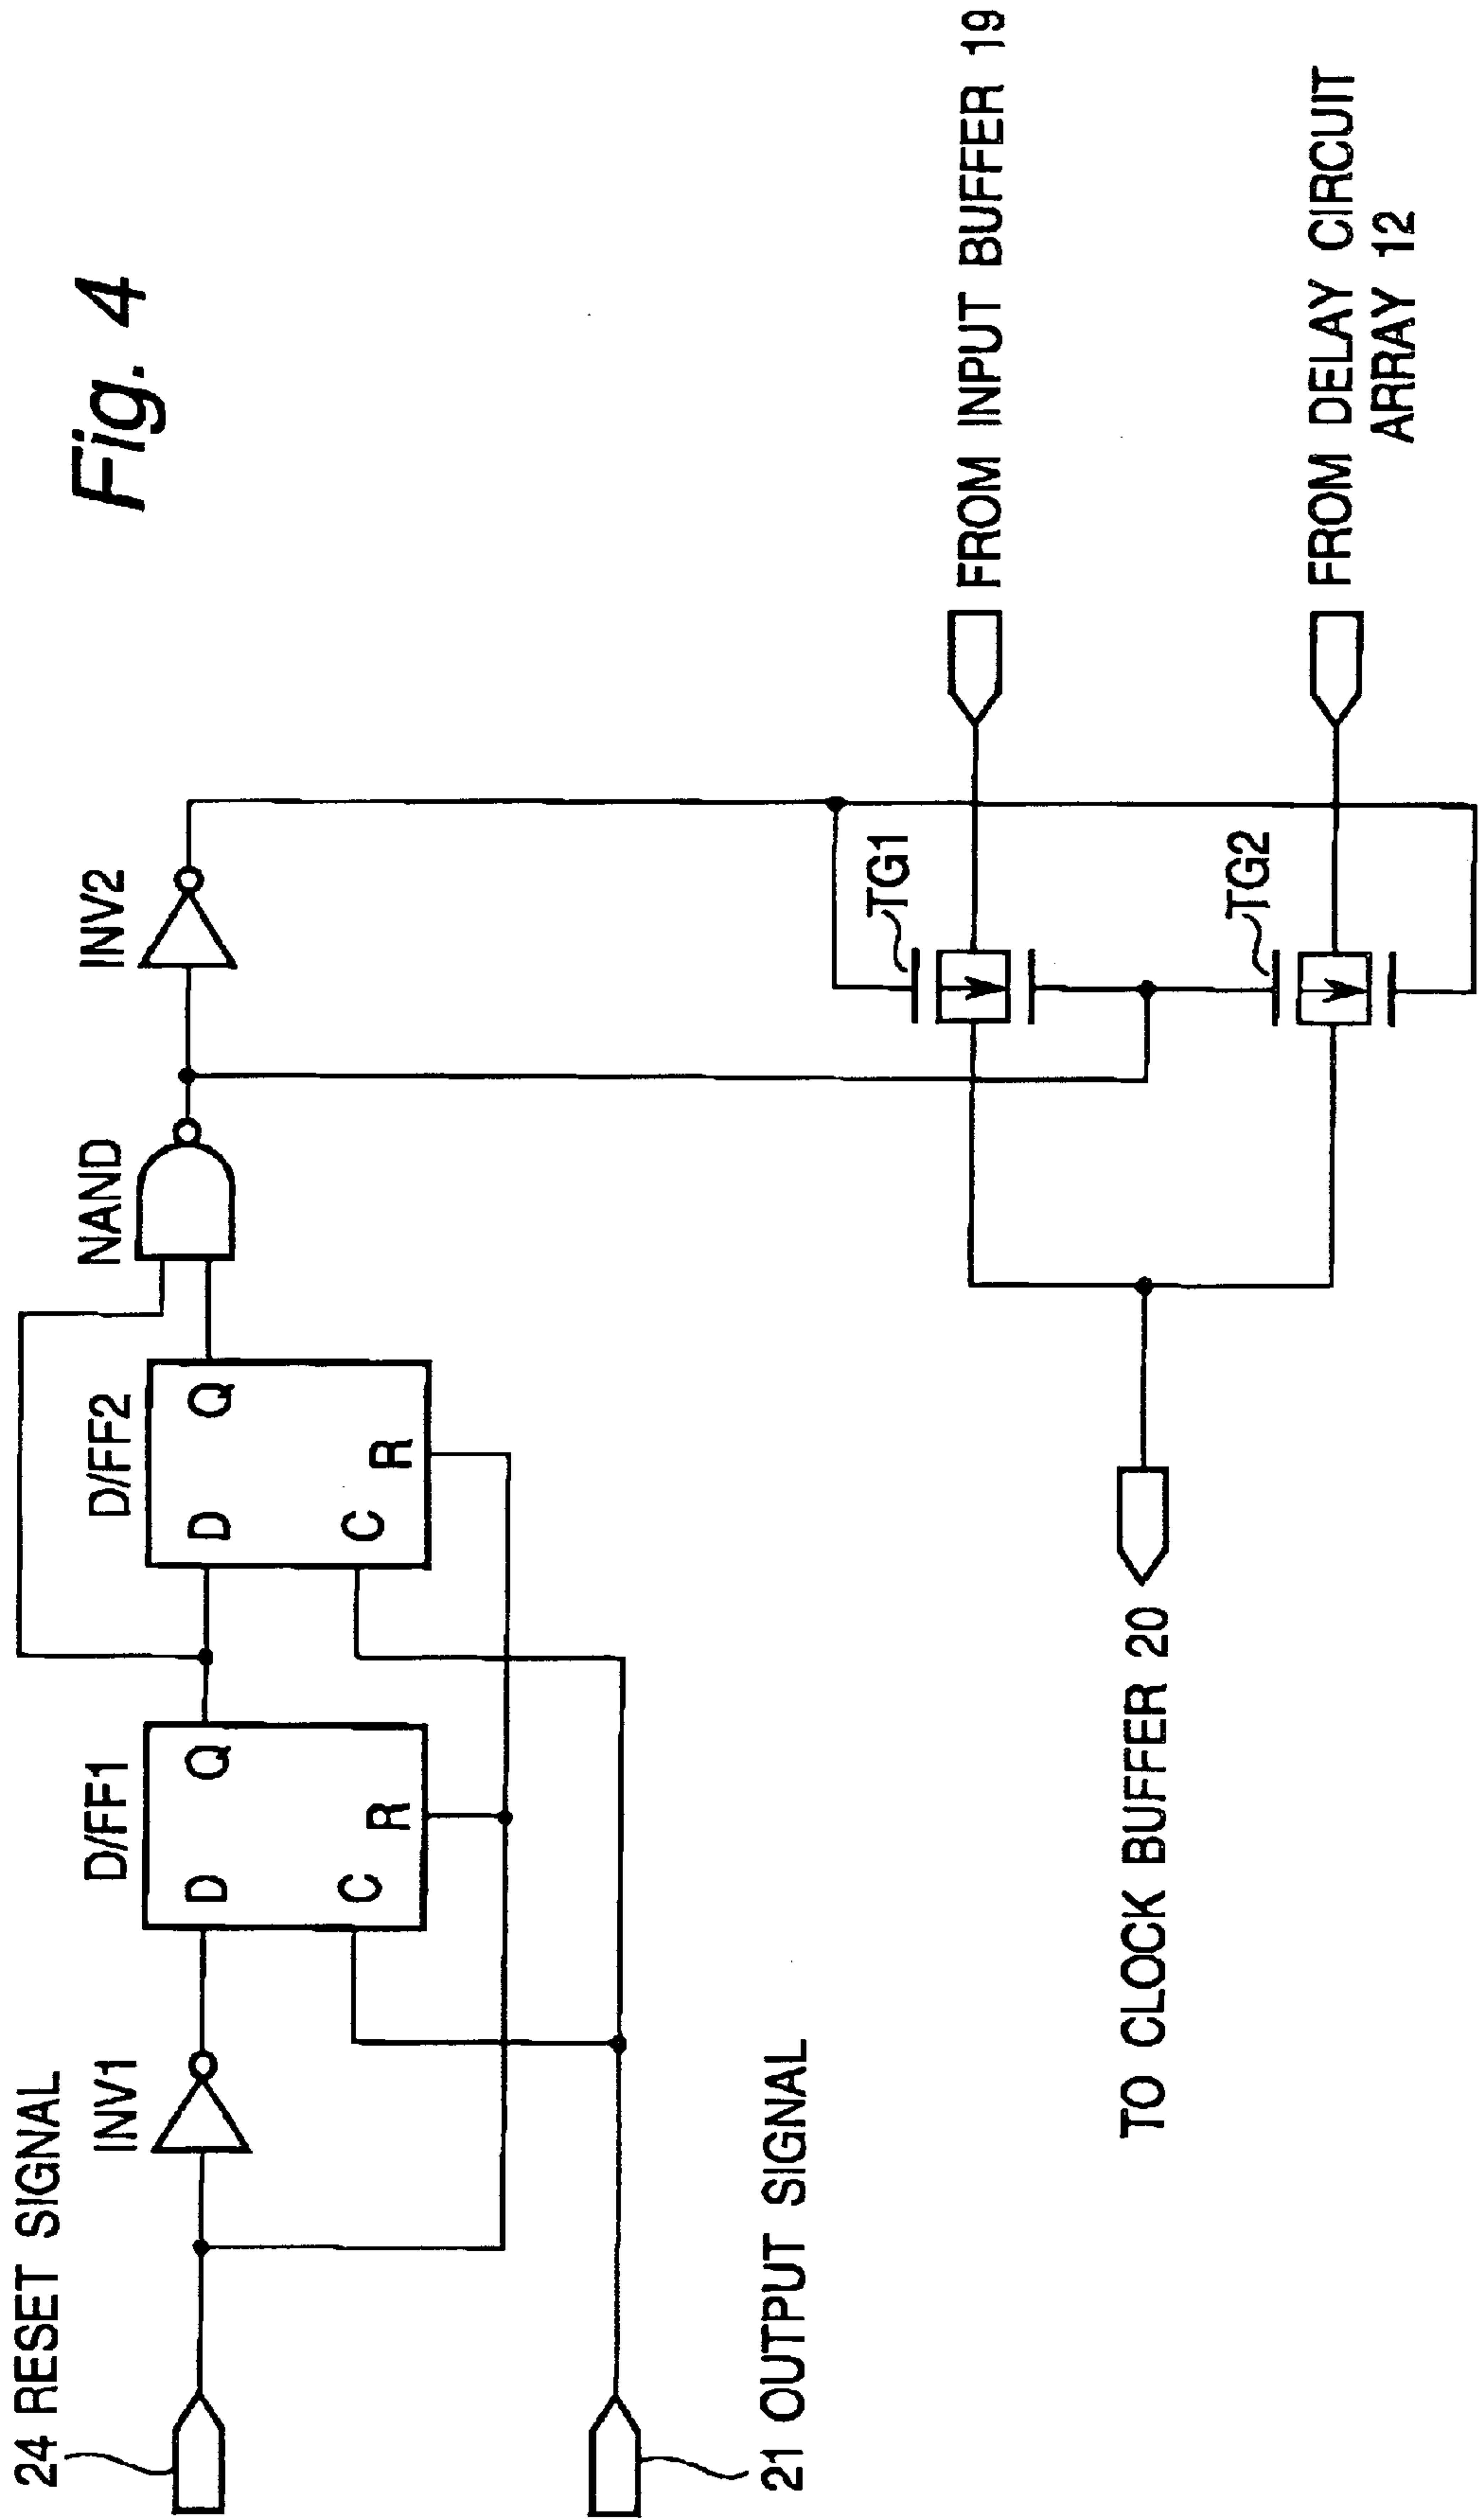 Fig. 4
24 RESET SIGNAL
INV1
D/FF1
D Q
C R
D/FF2
D Q
C R
NAND
INV2
21 OUTPUT SIGNAL
TG1
FROM INPUT BUFFER 19
TG2
TO CLOCK BUFFER 20
FROM DELAY CIRCUIT
ARRAY 12